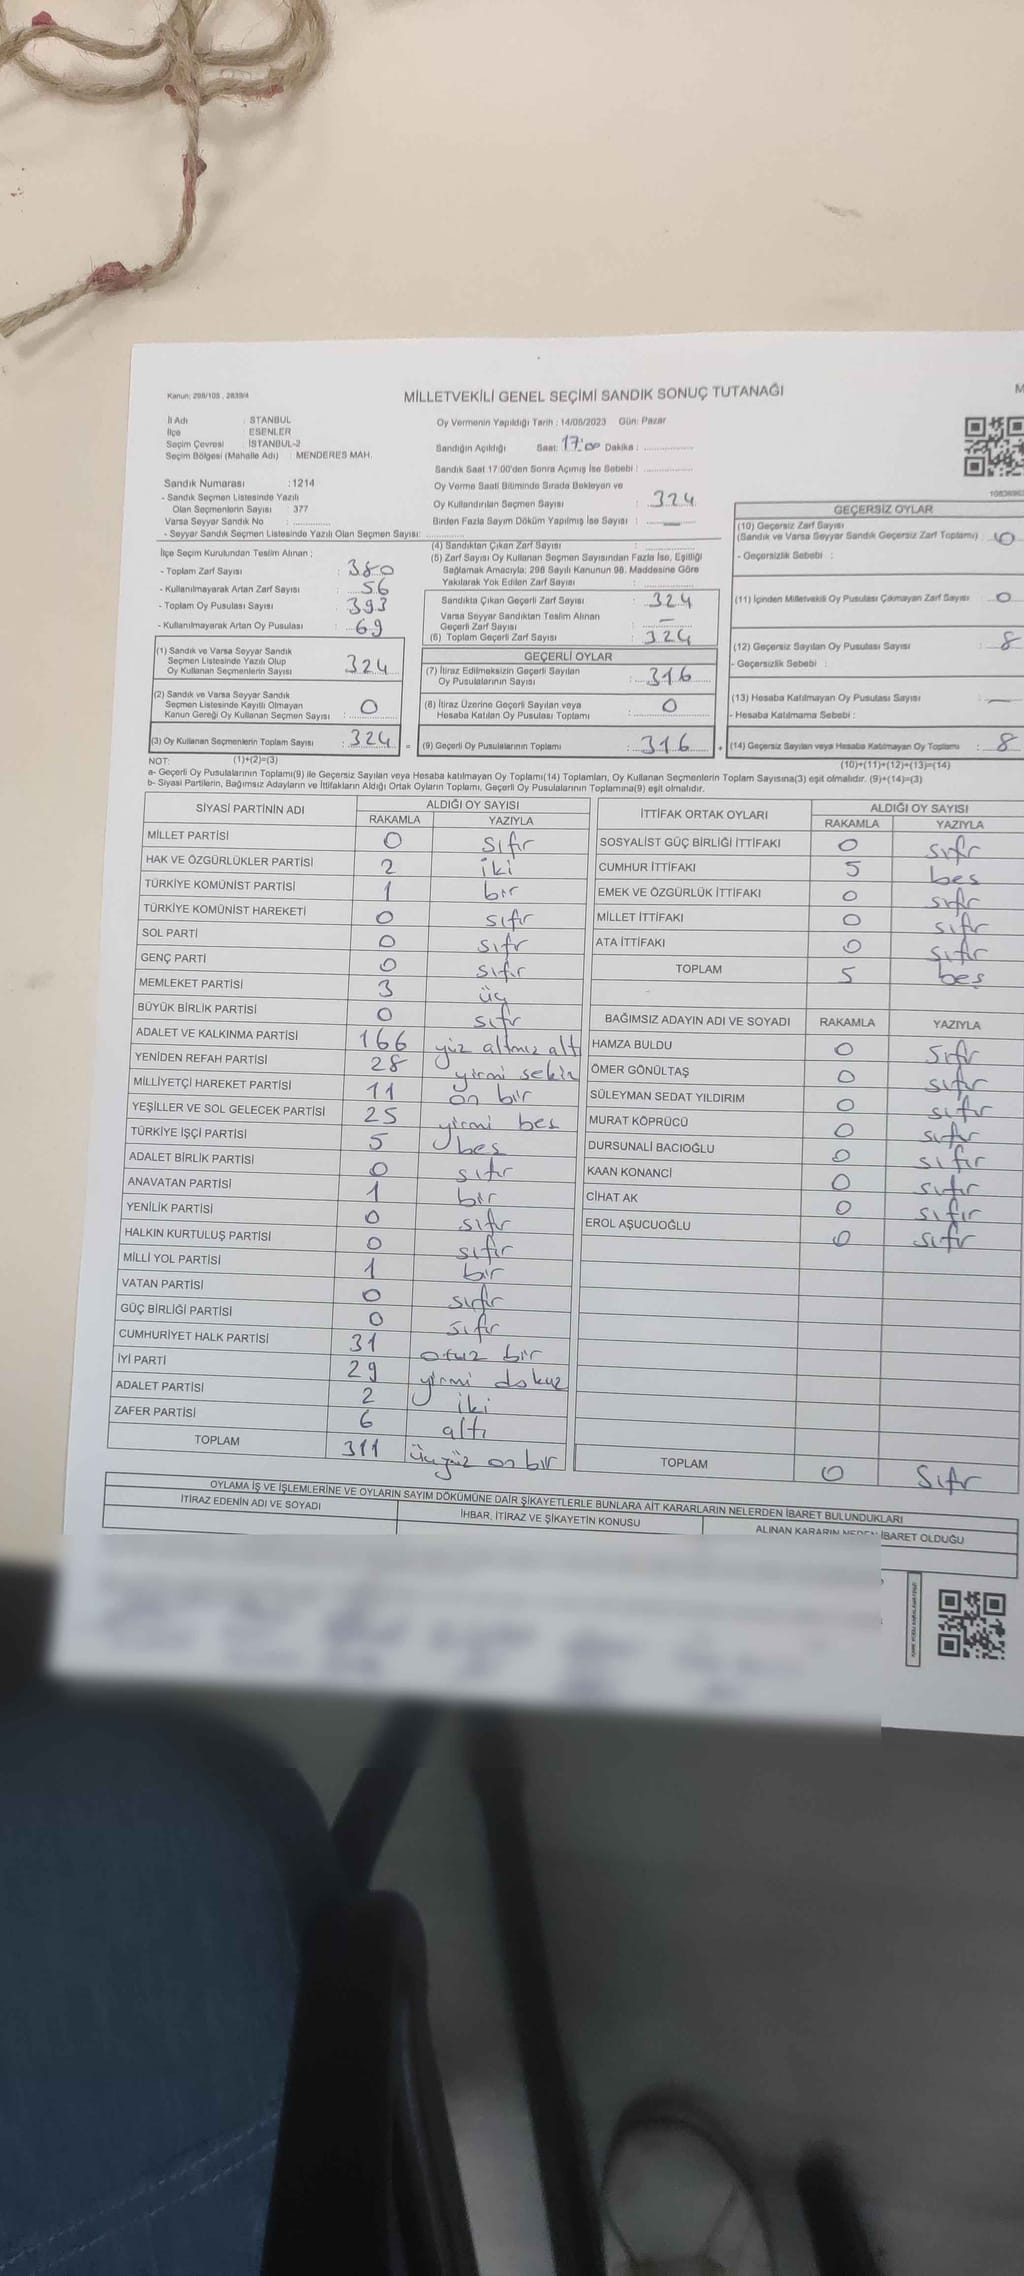 Kanun: 298/105 , 2839/4
MİLLETVEKİLİ GENEL SEÇİMİ SANDIK SONUÇ TUTANAĞI
M
İl Adı : STANBUL
İlçe : ESENLER
Seçim Çevresi : İSTANBUL-2
Seçim Bölgesi (Mahalle Adı) : MENDERES MAH.
Sandık Numarası : 1214
- Sandık Seçmen Listesinde Yazılı
Olan Seçmenlerin Sayısı : 377
Varsa Seyyar Sandık No :
- Seyyar Sandık Seçmen Listesinde Yazılı Olan Seçmen Sayısı:
Oy Vermenin Yapıldığı Tarih : 14/05/2023 Gün: Pazar
Sandığın Açıldığı Saat: 17:00 Dakika :
Sandık Saat 17:00'den Sonra Açımış İse Sebebi :
Oy Verme Saati Bitiminde Sırada Bekleyen ve
Oy Kullandırılan Seçmen Sayısı : 324
Birden Fazla Sayım Döküm Yapılmış İse Sayısı : —
İlçe Seçim Kurulundan Teslim Alınan ;
- Toplam Zarf Sayısı : 380
- Kullanılmayarak Artan Zarf Sayısı : 56
- Toplam Oy Pusulası Sayısı : 393
- Kullanılmayarak Artan Oy Pusulası : 69
(4) Sandıktan Çıkan Zarf Sayısı :
(5) Zarf Sayısı Oy Kullanan Seçmen Sayısından Fazla İse, Eşitliği
Sağlamak Amacıyla; 298 Sayılı Kanunun 98. Maddesine Göre
Yakılarak Yok Edilen Zarf Sayısı :
Sandıkta Çıkan Geçerli Zarf Sayısı : 324
Varsa Seyyar Sandıktan Teslim Alınan
Geçerli Zarf Sayısı : —
(6) Toplam Geçerli Zarf Sayısı : 324
GEÇERSİZ OYLAR
(10) Geçersiz Zarf Sayısı
(Sandık ve Varsa Seyyar Sandık Geçersiz Zarf Toplamı) : 0
- Geçersizlik Sebebi :
(11) İçinden Milletvekili Oy Pusulası Çıkmayan Zarf Sayısı : 0
(12) Geçersiz Sayılan Oy Pusulası Sayısı : 8
- Geçersizlik Sebebi :
(13) Hesaba Katılmayan Oy Pusulası Sayısı : —
- Hesaba Katılmama Sebebi :
(14) Geçersiz Sayılan veya Hesaba Katılmayan Oy Toplamı : 8
(10)+(11)+(12)+(13)=(14)
(1) Sandık ve Varsa Seyyar Sandık
Seçmen Listesinde Yazılı Olup
Oy Kullanan Seçmenlerin Sayısı : 324
(2) Sandık ve Varsa Seyyar Sandık
Seçmen Listesinde Kayıtlı Olmayan
Kanun Gereği Oy Kullanan Seçmen Sayısı : 0
(3) Oy Kullanan Seçmenlerin Toplam Sayısı : 324 =
(1)+(2)=(3)
GEÇERLİ OYLAR
(7) İtiraz Edilmeksizin Geçerli Sayılan
Oy Pusulalarının Sayısı : 316
(8) İtiraz Üzerine Geçerli Sayılan veya
Hesaba Katılan Oy Pusulası Toplamı : 0
(9) Geçerli Oy Pusulalarının Toplamı : 316 +
NOT:
a- Geçerli Oy Pusulalarının Toplamı(9) ile Geçersiz Sayılan veya Hesaba katılmayan Oy Toplamı(14) Toplamları, Oy Kullanan Seçmenlerin Toplam Sayısına(3) eşit olmalıdır. (9)+(14)=(3)
b- Siyasi Partilerin, Bağımsız Adayların ve İttifakların Aldığı Ortak Oyların Toplamı, Geçerli Oy Pusulalarının Toplamına(9) eşit olmalıdır.
SİYASİ PARTİNİN ADI ALDIĞI OY SAYISI
RAKAMLA YAZIYLA
MİLLET PARTİSİ 0 sıfır
HAK VE ÖZGÜRLÜKLER PARTİSİ 2 iki
TÜRKİYE KOMÜNİST PARTİSİ 1 bir
TÜRKİYE KOMÜNİST HAREKETİ 0 sıfır
SOL PARTİ 0 sıfır
GENÇ PARTİ 0 sıfır
MEMLEKET PARTİSİ 3 üç
BÜYÜK BİRLİK PARTİSİ 0 sıfır
ADALET VE KALKINMA PARTİSİ 166 yüz altmış altı
YENİDEN REFAH PARTİSİ 28 yirmi sekiz
MİLLİYETÇİ HAREKET PARTİSİ 11 on bir
YEŞİLLER VE SOL GELECEK PARTİSİ 25 yirmi beş
TÜRKİYE İŞÇİ PARTİSİ 5 beş
ADALET BİRLİK PARTİSİ 0 sıfır
ANAVATAN PARTİSİ 1 bir
YENİLİK PARTİSİ 0 sıfır
HALKIN KURTULUŞ PARTİSİ 0 sıfır
MİLLİ YOL PARTİSİ 1 bir
VATAN PARTİSİ 0 sıfır
GÜÇ BİRLİĞİ PARTİSİ 0 sıfır
CUMHURİYET HALK PARTİSİ 31 otuz bir
İYİ PARTİ 29 yirmi dokuz
ADALET PARTİSİ 2 iki
ZAFER PARTİSİ 6 altı
TOPLAM 311 üçyüz on bir
İTTİFAK ORTAK OYLARI ALDIĞI OY SAYISI
RAKAMLA YAZIYLA
SOSYALİST GÜÇ BİRLİĞİ İTTİFAKI 0 sıfır
CUMHUR İTTİFAKI 5 beş
EMEK VE ÖZGÜRLÜK İTTİFAKI 0 sıfır
MİLLET İTTİFAKI 0 sıfır
ATA İTTİFAKI 0 sıfır
TOPLAM 5 beş
BAĞIMSIZ ADAYIN ADI VE SOYADI RAKAMLA YAZIYLA
HAMZA BULDU 0 sıfır
ÖMER GÖNÜLTAŞ 0 sıfır
SÜLEYMAN SEDAT YILDIRIM 0 sıfır
MURAT KÖPRÜCÜ 0 sıfır
DURSUNALİ BACIOĞLU 0 sıfır
KAAN KONANCİ 0 sıfır
CİHAT AK 0 sıfır
EROL AŞUCUOĞLU 0 sıfır
TOPLAM 0 sıfır
OYLAMA İŞ VE İŞLEMLERİNE VE OYLARIN SAYIM DÖKÜMÜNE DAİR ŞİKAYETLERLE BUNLARA AİT KARARLARIN NELERDEN İBARET BULUNDUKLARI
İTİRAZ EDENİN ADI VE SOYADI İHBAR, İTİRAZ VE ŞİKAYETİN KONUSU ALINAN KARARIN NEDEN İBARET OLDUĞU